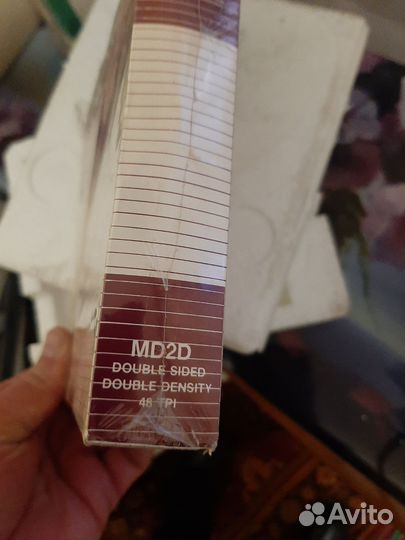 MD2D
DOUBLE SIDED
DOUBLE DENSITY
48 TPI
Avito